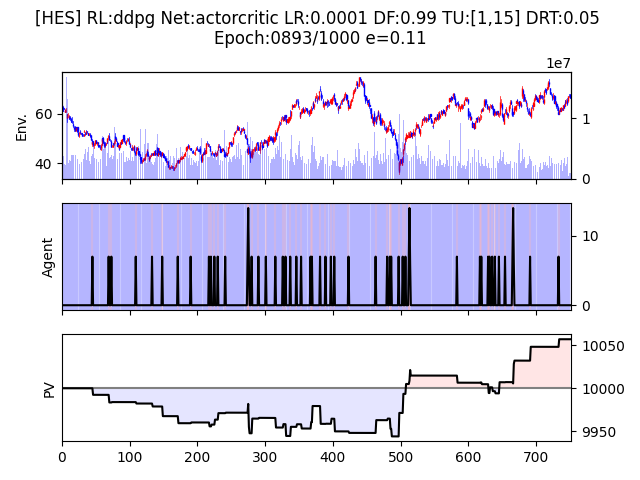 [HES] RL:ddpg Net:actorcritic LR:0.0001 DF:0.99 TU:[1,15] DRT:0.05
Epoch:0893/1000 e=0.11
1e7
60
40
Env.
1
0
Agent
10
0
PV
10050
10000
9950
0 100 200 300 400 500 600 700